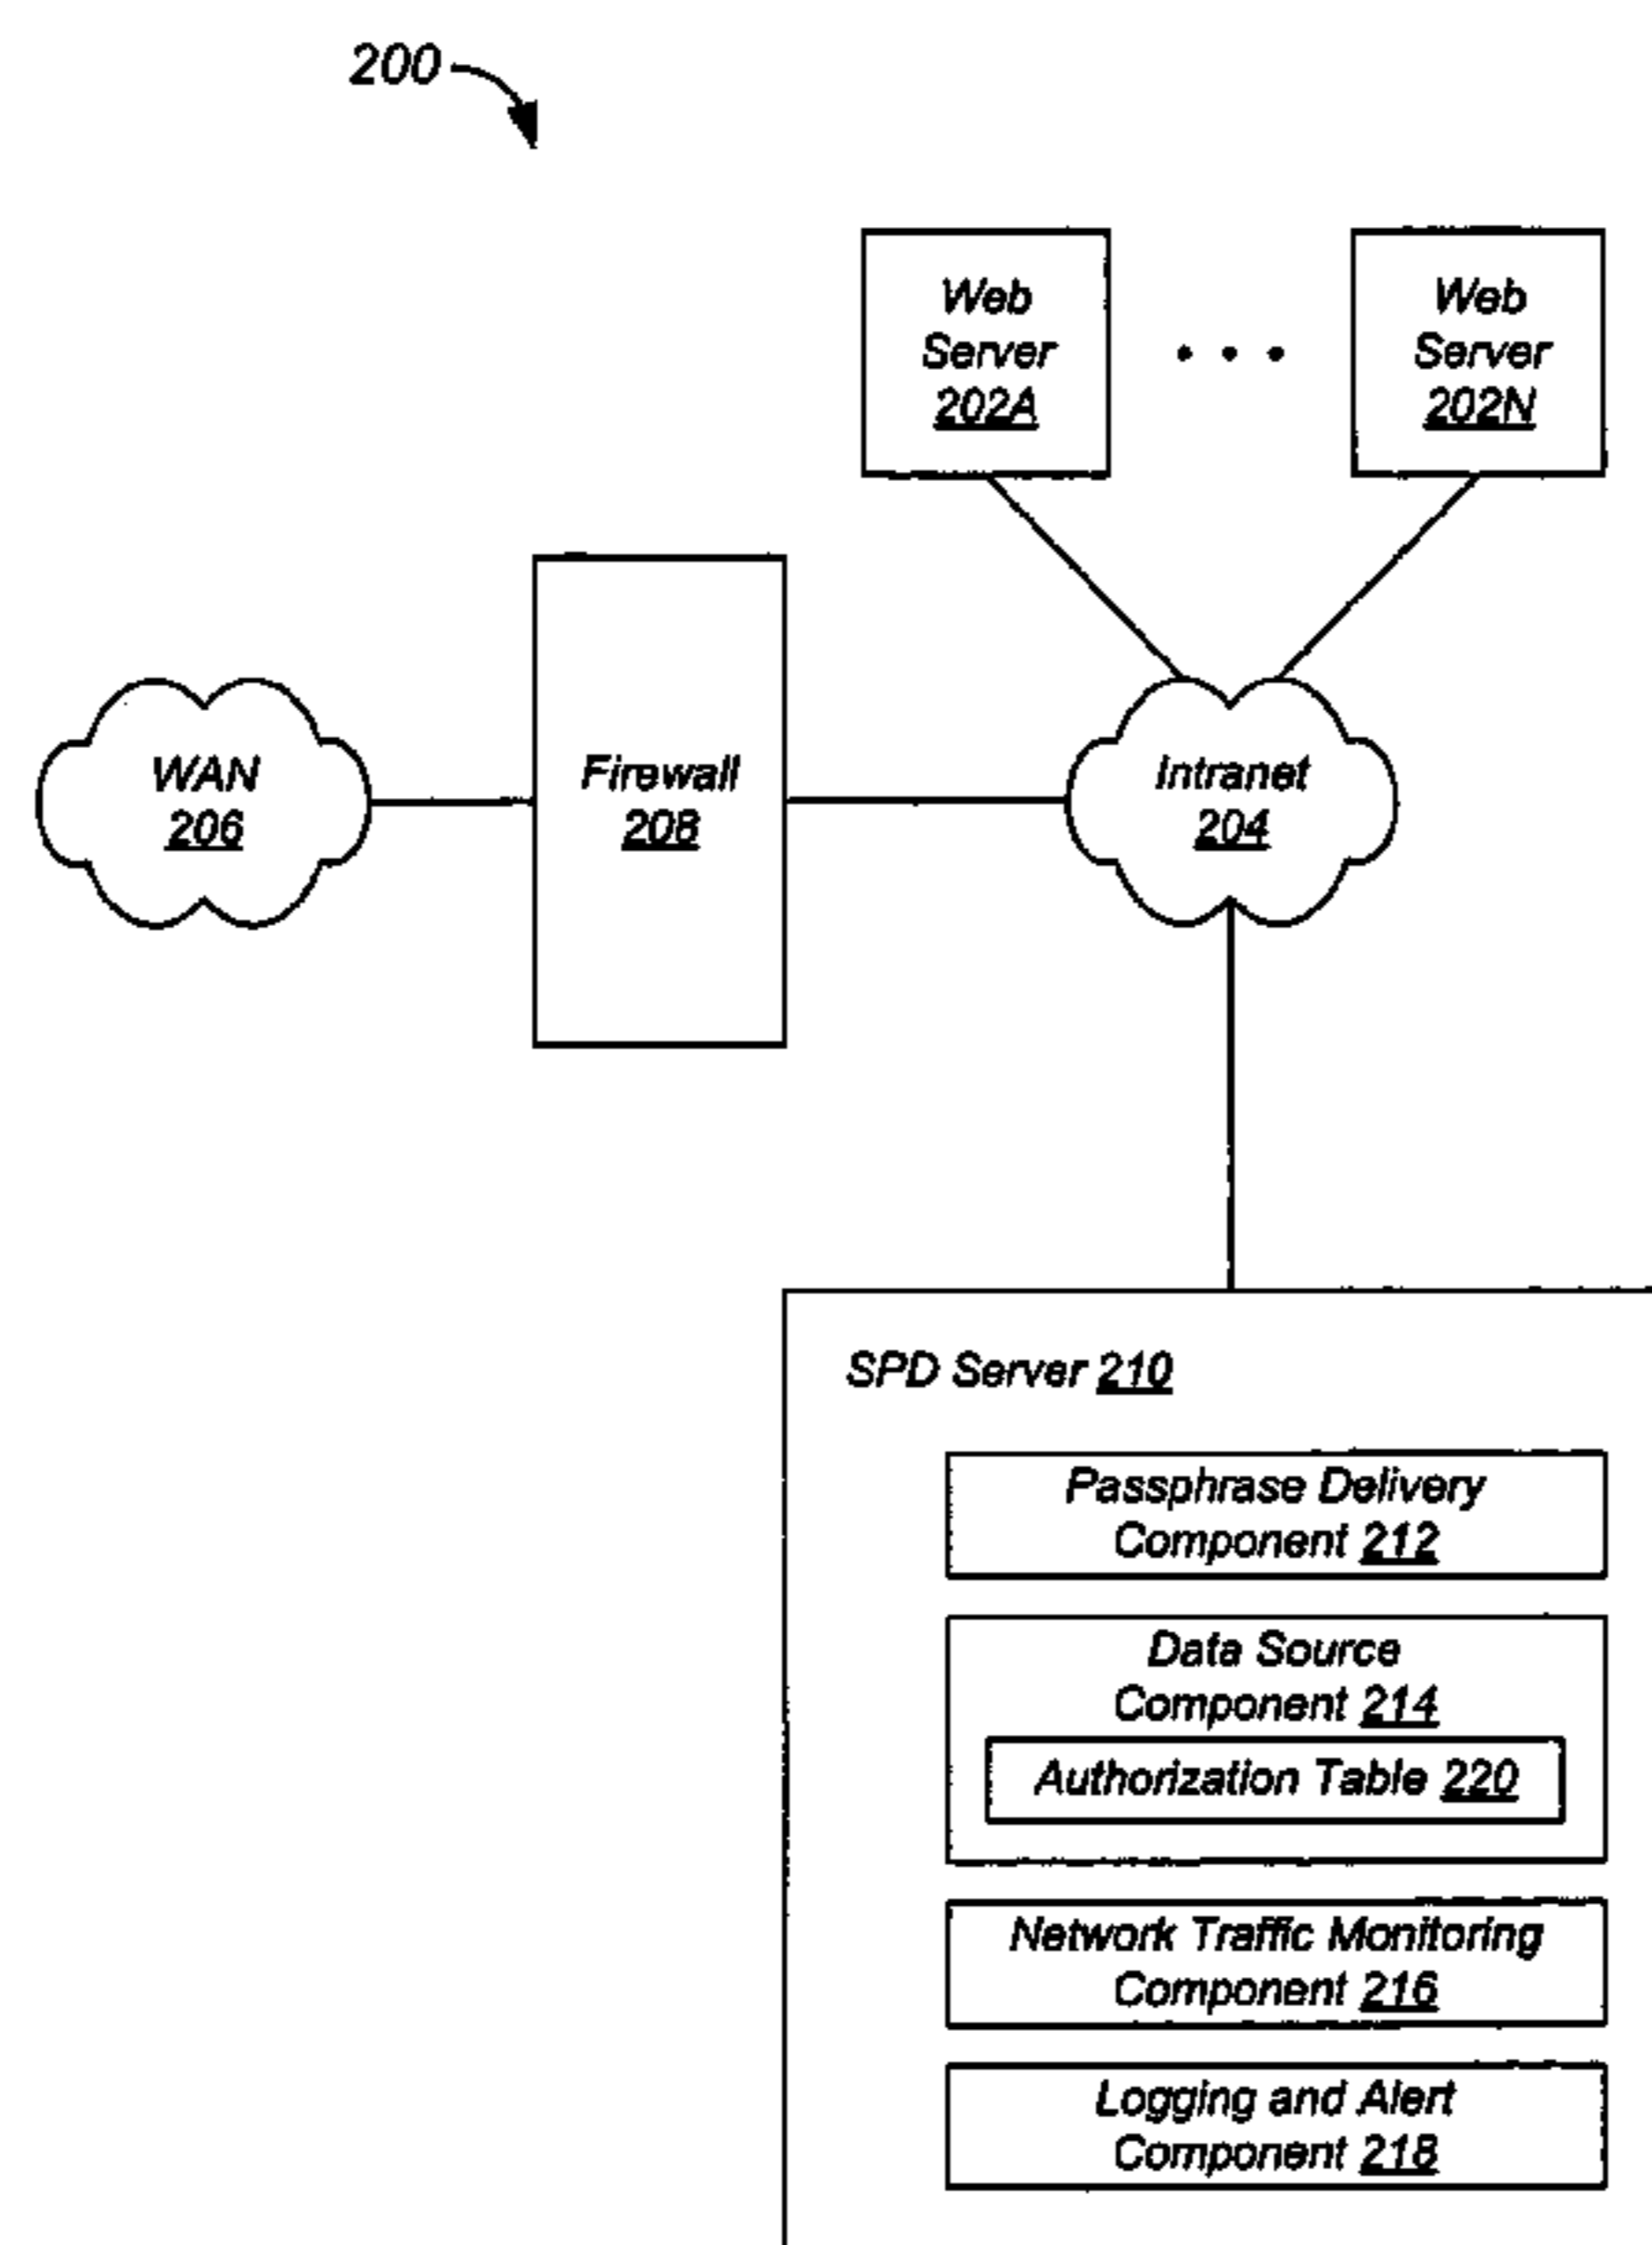 200
Web
Server
202A
Web
Server
202N
WAN
206
Firewall
208
Intranet
204
SPD Server 210
Passphrase Delivery
Component 212
Data Source
Component 214
Authorization Table 220
Network Traffic Monitoring
Component 216
Logging and Alert
Component 218